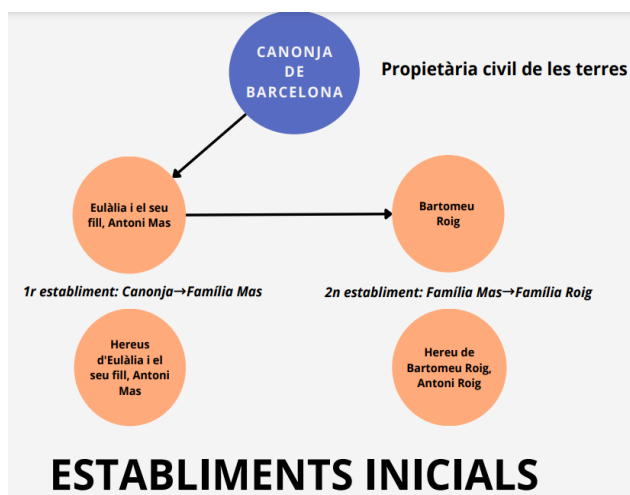 CANONJA
DE
BARCELONA
Propietària civil de les terres
Eulàlia i el seu
fill, Antoni Mas
Bartomeu
Roig
1r establiment: Canonja→Família Mas
2n establiment: Família Mas→Família Roig
Hereus
d'Eulàlia i el
seu fill, Antoni
Mas
Hereu de
Bartomeu Roig,
Antoni Roig
ESTABLIMENTS INICIALS